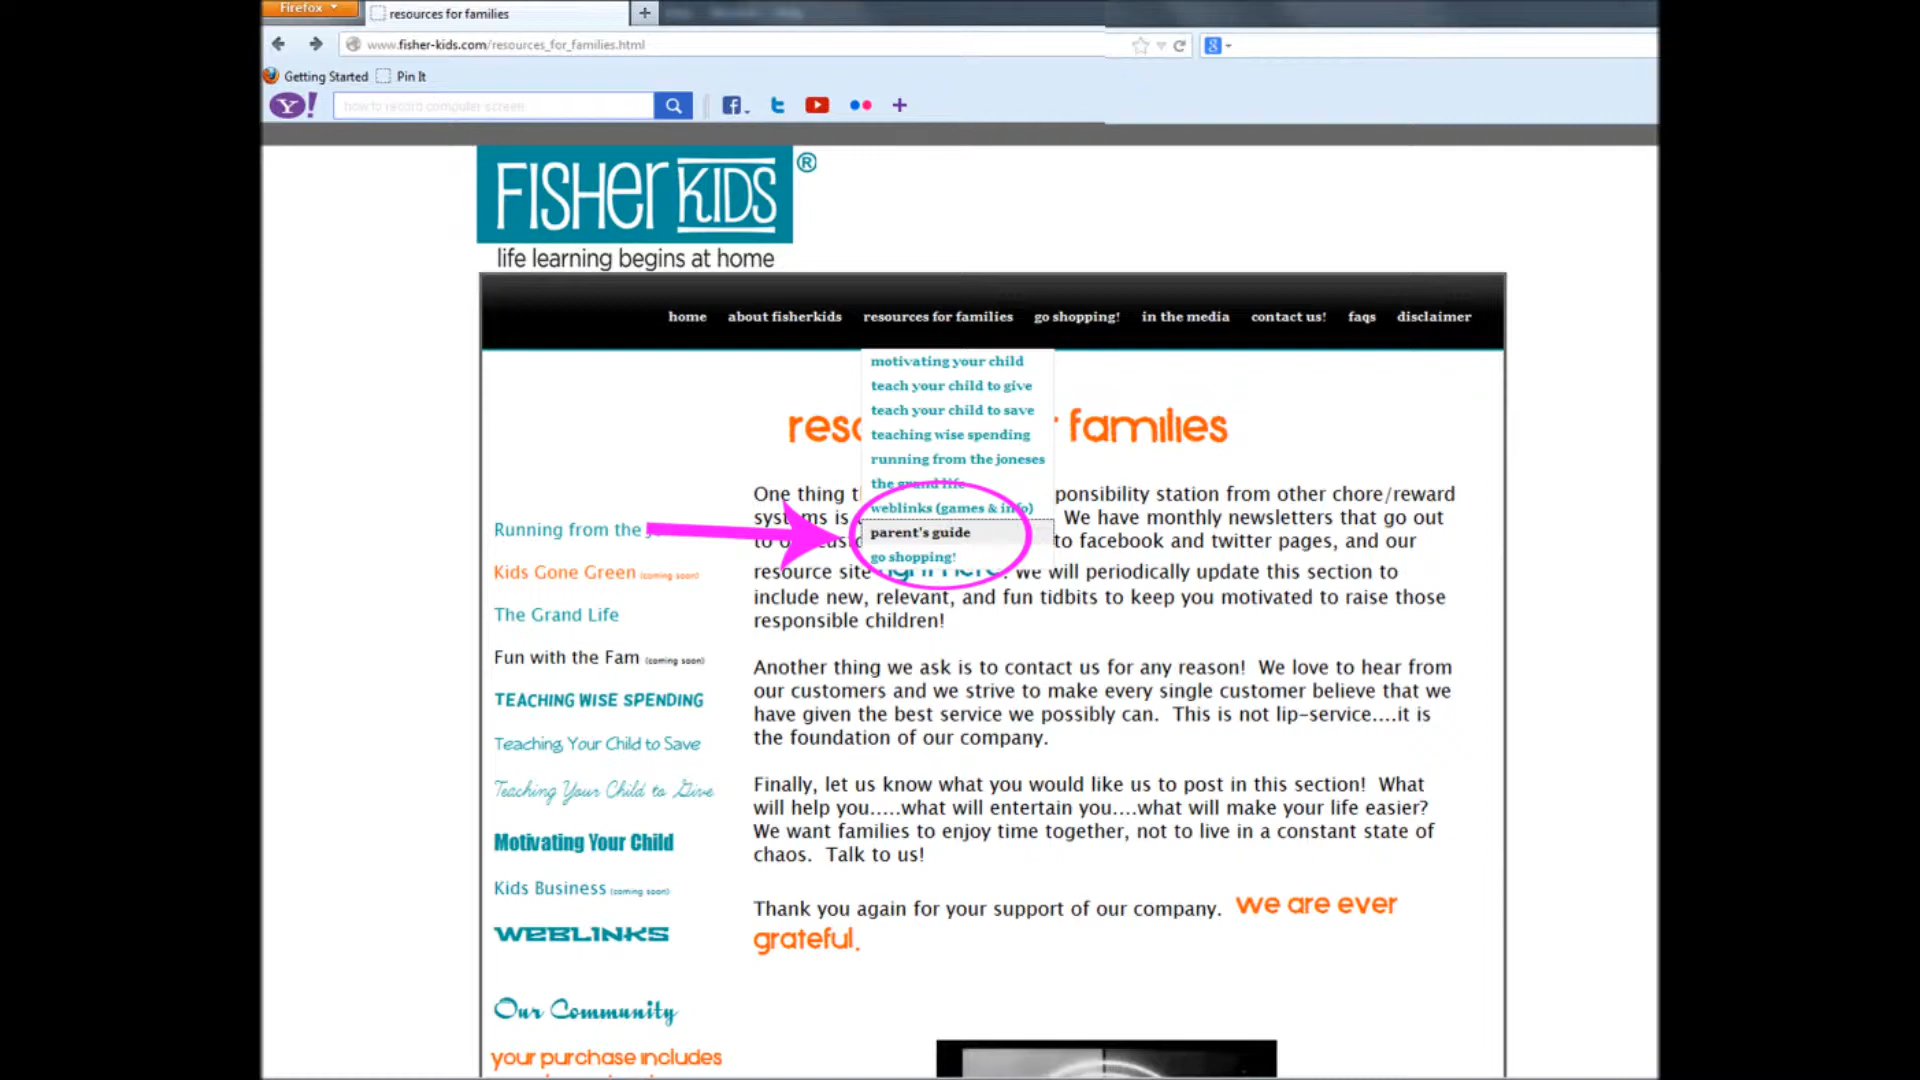 Firefox
resources for families
www.fisher-kids.com/resources_for_families.html
Getting Started
Pin It
Y!
how to record computer screen
FISHER KIDS ®
life learning begins at home
home about fisherkids resources for families go shopping! in the media contact us! faqs disclaimer
motivating your child
teach your child to give
teach your child to save
teaching wise spending
running from the joneses
the grand life
weblinks (games & info)
parent's guide
go shopping!
families
Running from the
Kids Gone Green (coming soon)
The Grand Life
Fun with the Fam (coming soon)
TEACHING WISE SPENDING
Teaching Your Child to Save
Teaching Your Child to Give
Motivating Your Child
Kids Business (coming soon)
WEBLINKS
Our Community
your purchase includes
One thing ponsibility station from other chore/reward
systems is We have monthly newsletters that go out
to to facebook and twitter pages, and our
resource site right here. We will periodically update this section to
include new, relevant, and fun tidbits to keep you motivated to raise those
responsible children!
Another thing we ask is to contact us for any reason! We love to hear from
our customers and we strive to make every single customer believe that we
have given the best service we possibly can. This is not lip-service....it is
the foundation of our company.
Finally, let us know what you would like us to post in this section! What
will help you.....what will entertain you....what will make your life easier?
We want families to enjoy time together, not to live in a constant state of
chaos. Talk to us!
Thank you again for your support of our company. we are ever
grateful.